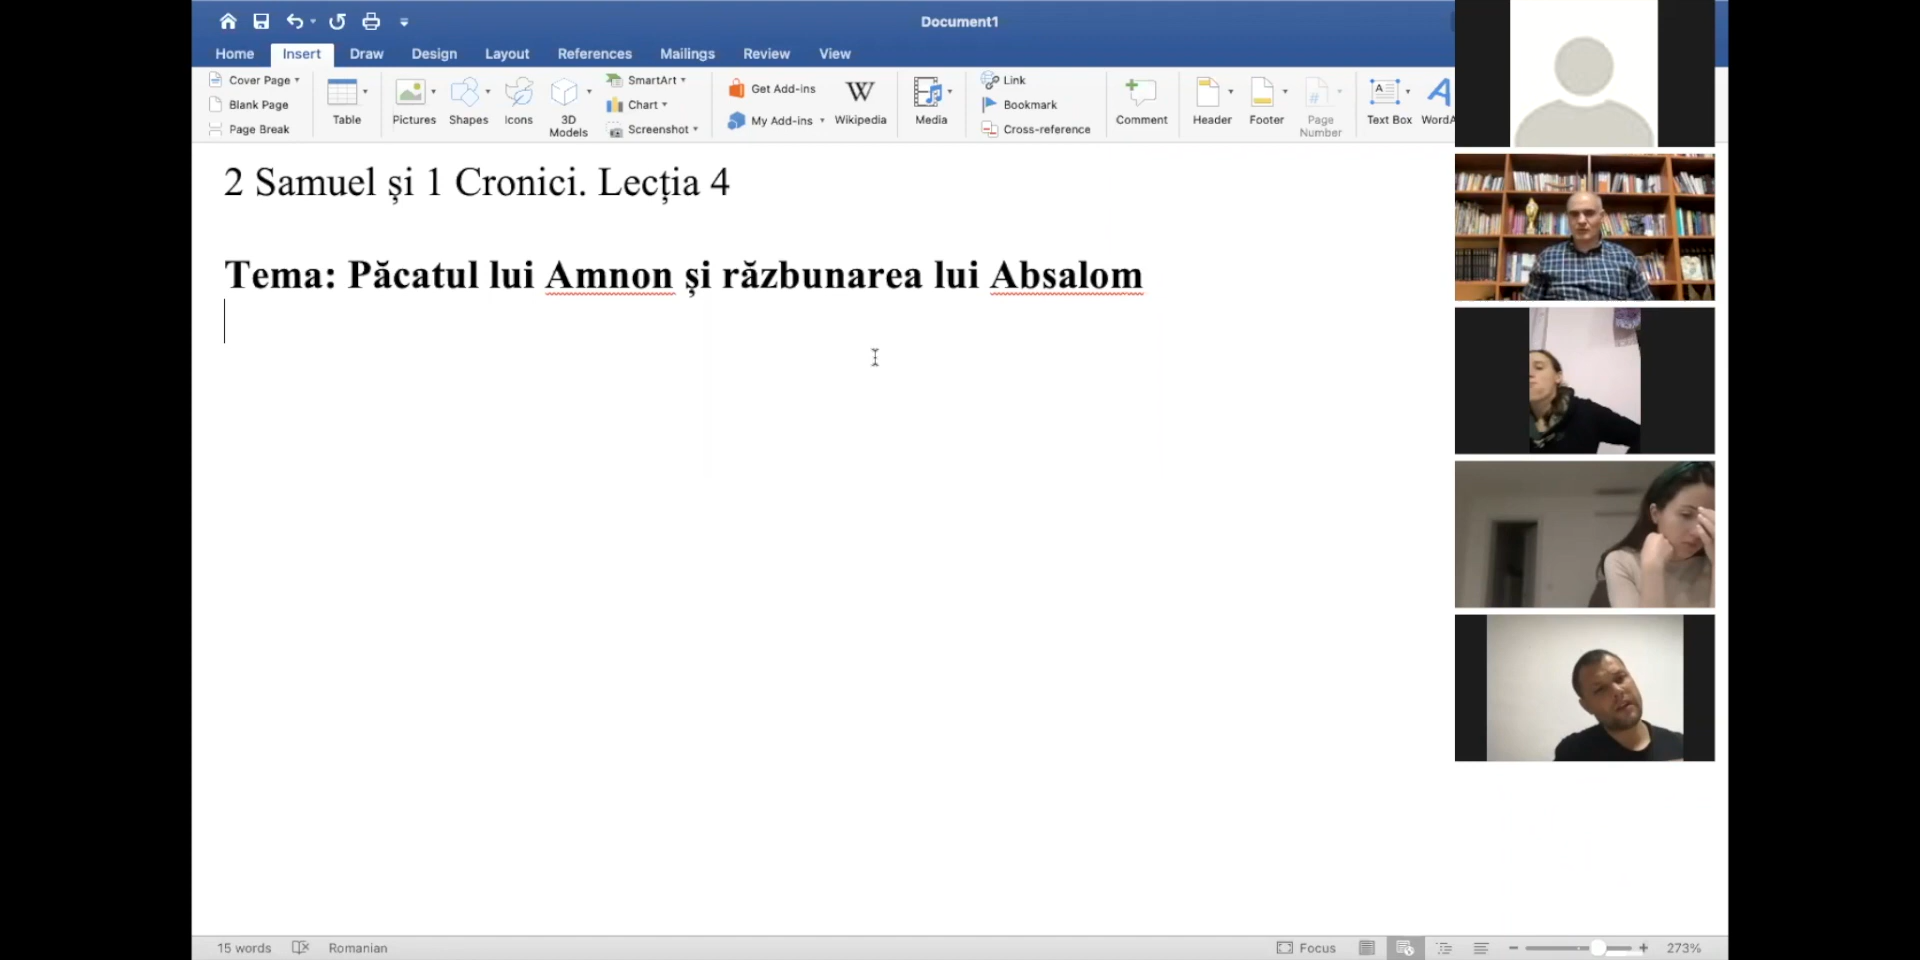 Document1
Home Insert Draw Design Layout References Mailings Review View
Cover Page
Blank Page
Page Break
Table
Pictures
Shapes
Icons
3D
Models
SmartArt
Chart
Screenshot
Get Add-ins
My Add-ins
W
Wikipedia
Media
Link
Bookmark
Cross-reference
Comment
Header
Footer
#
Page
Number
A
Text Box
A
WordA
2 Samuel și 1 Cronici. Lecția 4
Tema: Păcatul lui Amnon și răzbunarea lui Absalom
15 words Romanian Focus 273%